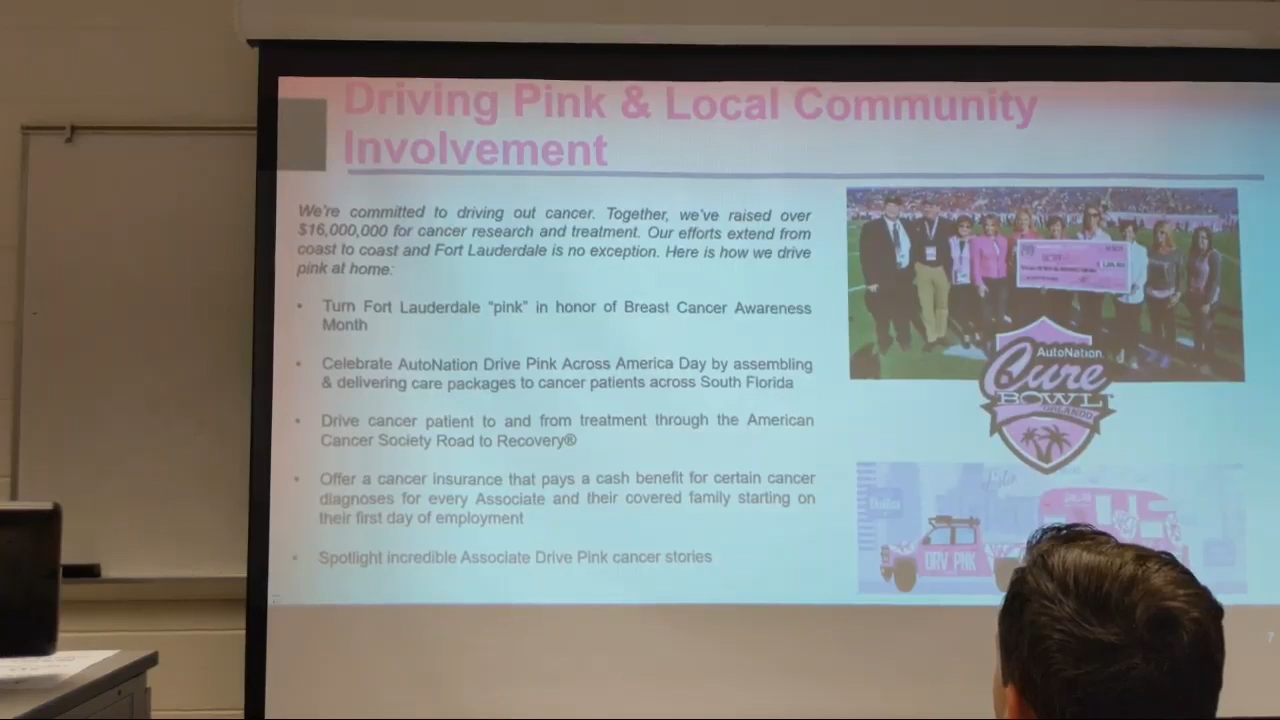 Driving Pink & Local Community
Involvement
We're committed to driving out cancer. Together, we've raised over
$16,000,000 for cancer research and treatment. Our efforts extend from
coast to coast and Fort Lauderdale is no exception. Here is how we drive
pink at home:
• Turn Fort Lauderdale “pink” in honor of Breast Cancer Awareness
Month
• Celebrate AutoNation Drive Pink Across America Day by assembling
& delivering care packages to cancer patients across South Florida
• Drive cancer patient to and from treatment through the American
Cancer Society Road to Recovery®
• Offer a cancer insurance that pays a cash benefit for certain cancer
diagnoses for every Associate and their covered family starting on
their first day of employment
• Spotlight incredible Associate Drive Pink cancer stories
AutoNation
Cure
BOWL
ORLANDO
DRV PNK
7